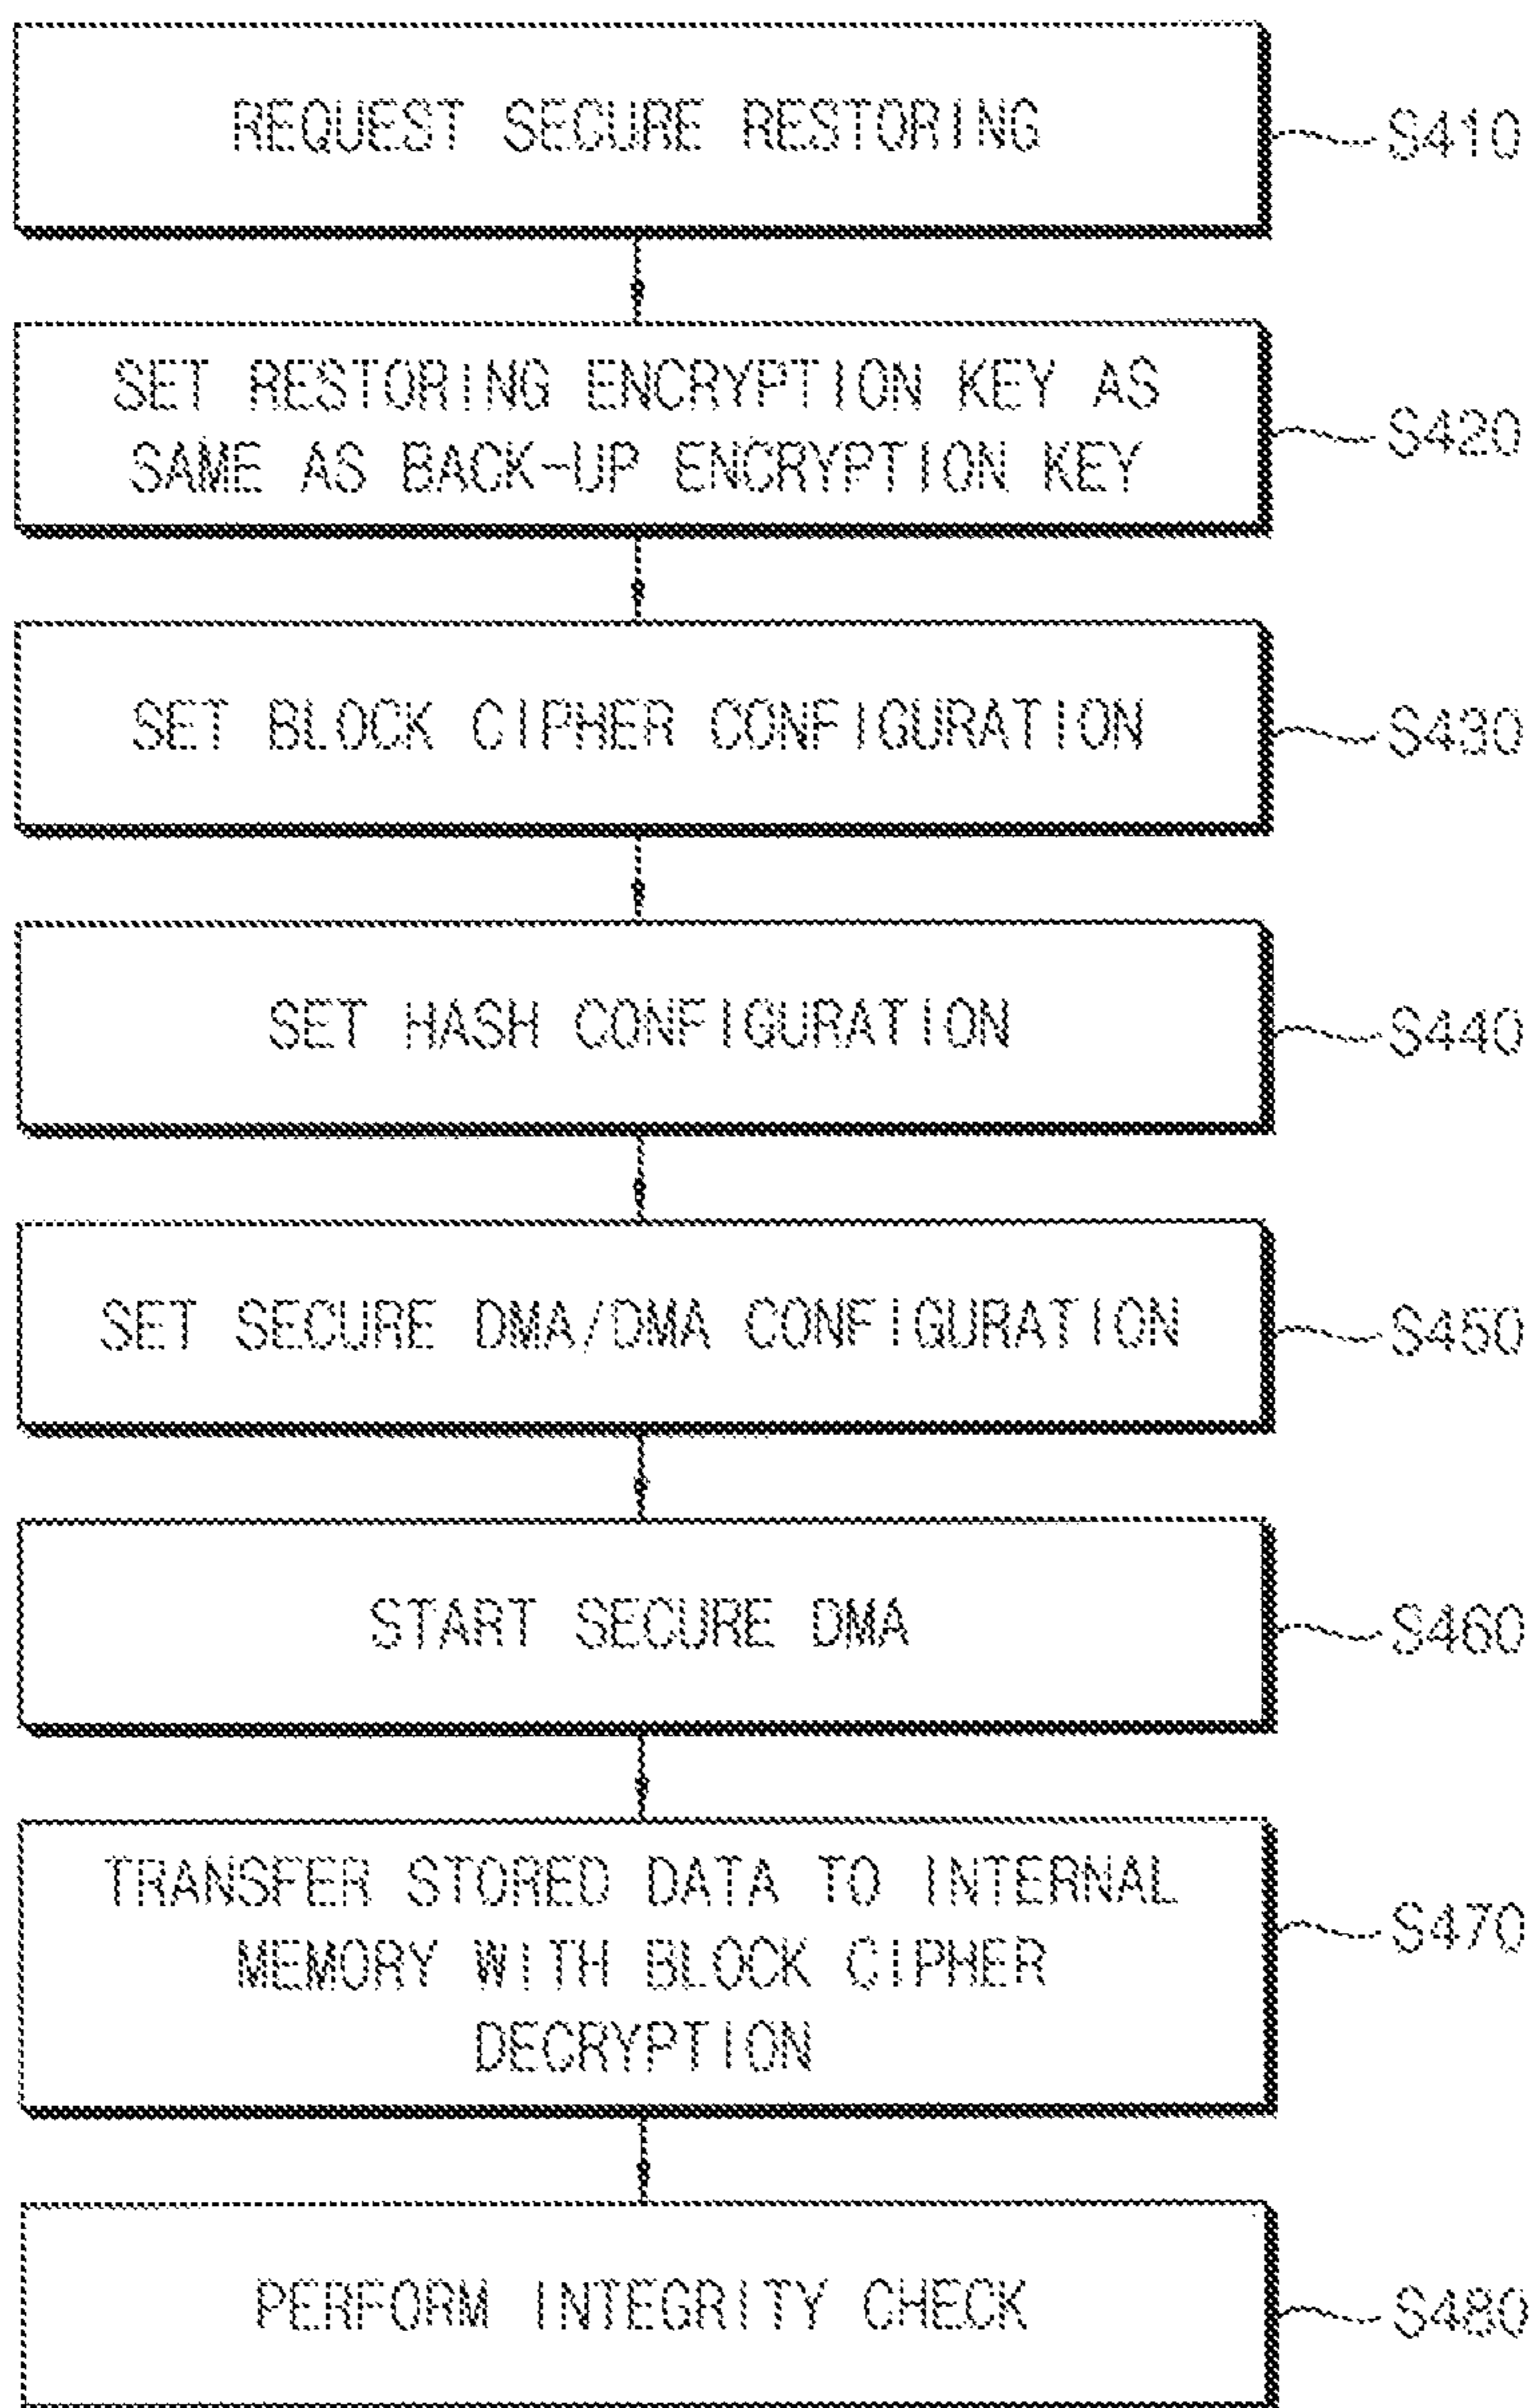 REQUEST SECURE RESTORING
S410
SET RESTORING ENCRYPTION KEY AS
SAME AS BACK-UP ENCRYPTION KEY
S420
SET BLOCK CIPHER CONFIGURATION
S430
SET HASH CONFIGURATION
S440
SET SECURE DMA/DMA CONFIGURATION
S450
START SECURE DMA
S460
TRANSFER STORED DATA TO INTERNAL
MEMORY WITH BLOCK CIPHER
DECRYPTION
S470
PERFORM INTEGRITY CHECK
S480